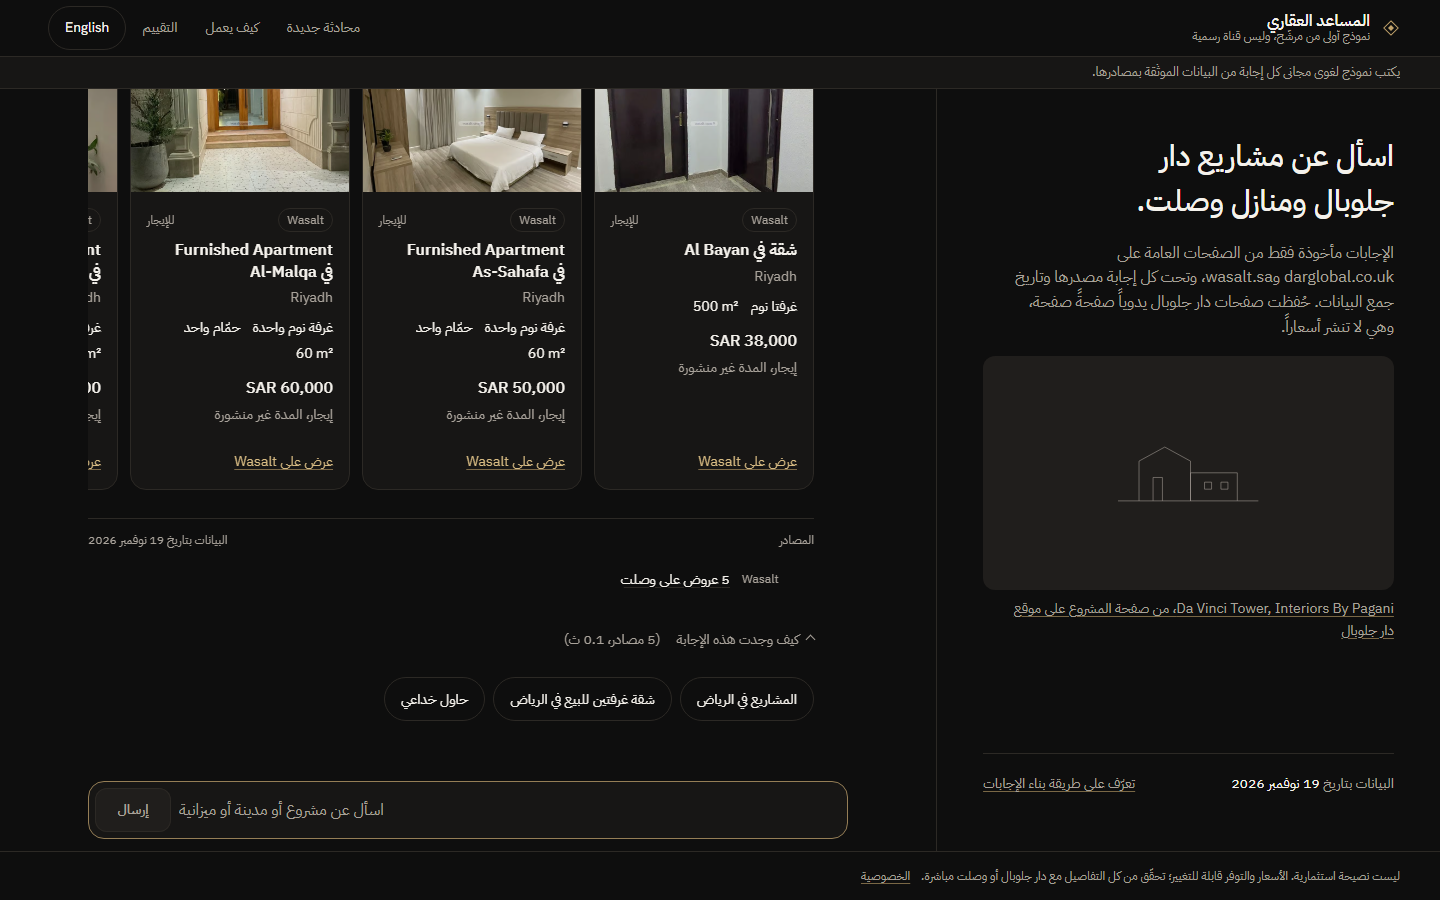 المساعد العقاري
نموذج أولي من مرشّح، وليس قناة رسمية
محادثة جديدة
كيف يعمل
التقييم
English
يكتب نموذج لغوي مجاني كل إجابة من البيانات الموثقة بمصادرها.
اسأل عن مشاريع دار
جلوبال ومنازل وصلت.
الإجابات مأخوذة فقط من الصفحات العامة على
darglobal.co.uk وwasalt.sa، وتحت كل إجابة مصدرها وتاريخ
جمع البيانات. حُفظت صفحات دار جلوبال يدوياً صفحةً صفحة،
وهي لا تنشر أسعاراً.
Da Vinci Tower, Interiors By Pagani، من صفحة المشروع على موقع
دار جلوبال
البيانات بتاريخ 19 نوفمبر 2026
تعرّف على طريقة بناء الإجابات
Wasalt
للإيجار
شقة في Al Bayan
Riyadh
غرفتا نوم
500 m²
SAR 38,000
إيجار، المدة غير منشورة
عرض على Wasalt
Wasalt
للإيجار
Furnished Apartment
في As-Sahafa
Riyadh
غرفة نوم واحدة
حمّام واحد
60 m²
SAR 50,000
إيجار، المدة غير منشورة
عرض على Wasalt
Wasalt
للإيجار
Furnished Apartment
في Al-Malqa
Riyadh
غرفة نوم واحدة
حمّام واحد
60 m²
SAR 60,000
إيجار، المدة غير منشورة
عرض على Wasalt
المصادر
البيانات بتاريخ 19 نوفمبر 2026
Wasalt
5 عروض على وصلت
كيف وجدت هذه الإجابة
(5 مصادر، 0.1 ث)
المشاريع في الرياض
شقة غرفتين للبيع في الرياض
حاول خداعي
اسأل عن مشروع أو مدينة أو ميزانية
إرسال
ليست نصيحة استثمارية. الأسعار والتوفر قابلة للتغيير؛ تحقّق من كل التفاصيل مع دار جلوبال أو وصلت مباشرة.
الخصوصية